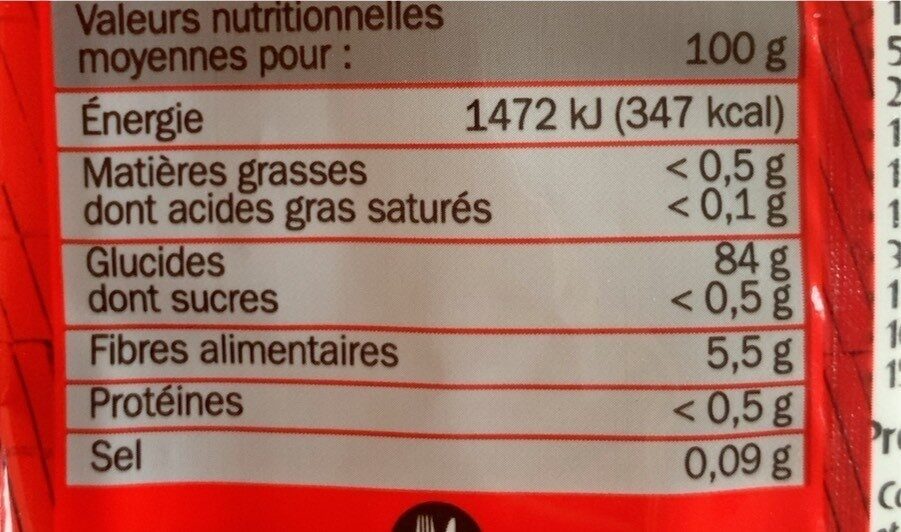 Valeurs nutritionnelles
moyennes pour : 100 g
Énergie 1472 kJ (347 kcal)
Matières grasses < 0,5 g
dont acides gras saturés < 0,1 g
Glucides 84 g
dont sucres < 0,5 g
Fibres alimentaires 5,5 g
Protéines < 0,5 g
Sel 0,09 g